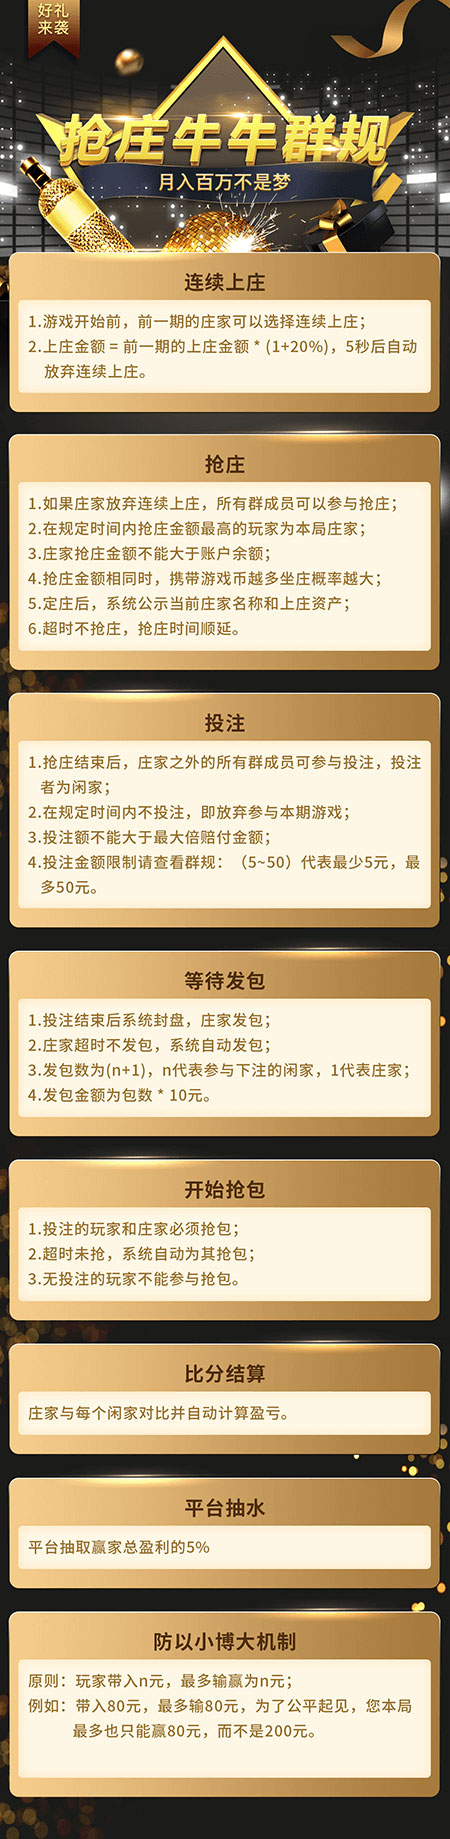 好礼
来袭
抢庄牛牛群规
月入百万不是梦
连续上庄
1.游戏开始前，前一期的庄家可以选择连续上庄；
2.上庄金额 = 前一期的上庄金额 * (1+20%)，5秒后自动
放弃连续上庄。
抢庄
1.如果庄家放弃连续上庄，所有群成员可以参与抢庄；
2.在规定时间内抢庄金额最高的玩家为本局庄家；
3.庄家抢庄金额不能大于账户余额；
4.抢庄金额相同时，携带游戏币越多坐庄概率越大；
5.定庄后，系统公示当前庄家名称和上庄资产；
6.超时不抢庄，抢庄时间顺延。
投注
1.抢庄结束后，庄家之外的所有群成员可参与投注，投注
者为闲家；
2.在规定时间内不投注，即放弃参与本期游戏；
3.投注额不能大于最大倍赔付金额；
4.投注金额限制请查看群规：（5~50）代表最少5元，最
多50元。
等待发包
1.投注结束后系统封盘，庄家发包；
2.庄家超时不发包，系统自动发包；
3.发包数为(n+1)，n代表参与下注的闲家，1代表庄家；
4.发包金额为包数 * 10元。
开始抢包
1.投注的玩家和庄家必须抢包；
2.超时未抢，系统自动为其抢包；
3.无投注的玩家不能参与抢包。
比分结算
庄家与每个闲家对比并自动计算盈亏。
平台抽水
平台抽取赢家总盈利的5%
防以小博大机制
原则：玩家带入n元，最多输赢为n元；
例如：带入80元，最多输80元，为了公平起见，您本局
最多也只能赢80元，而不是200元。